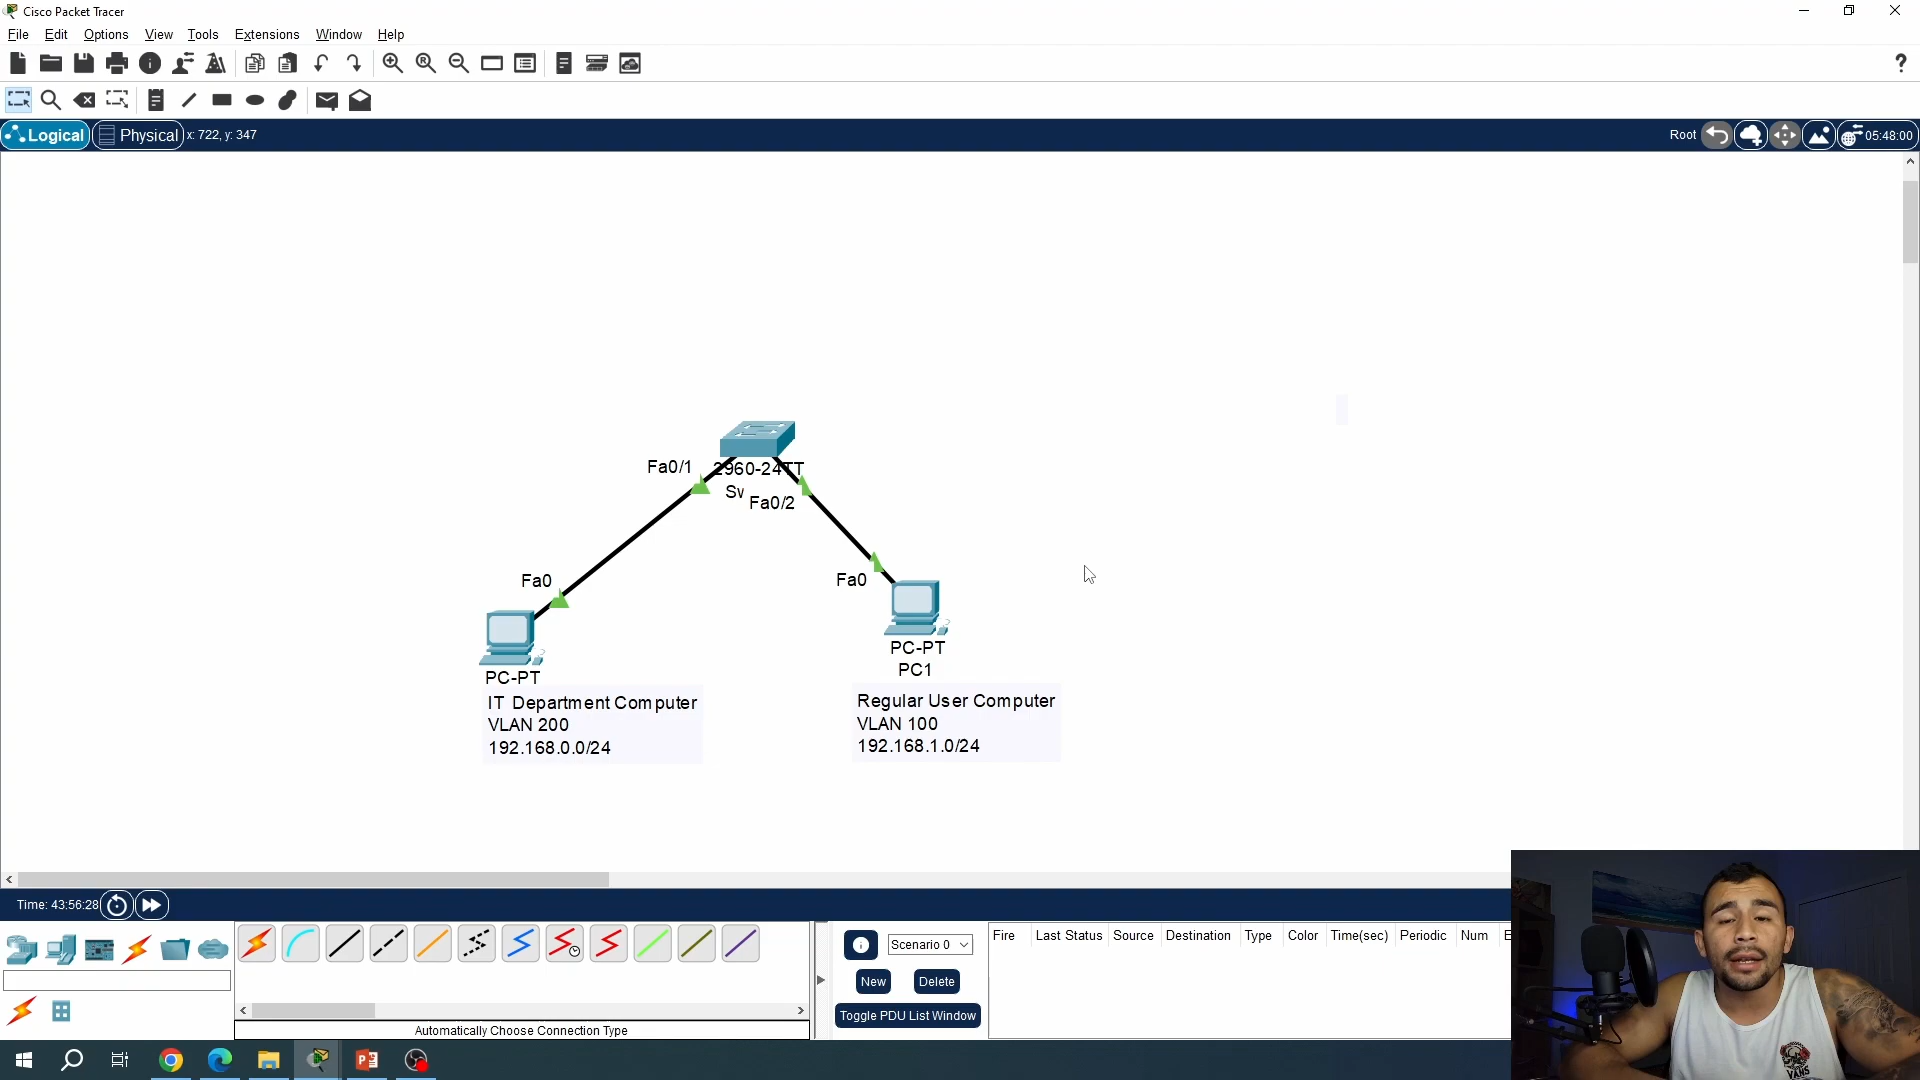 Cisco Packet Tracer
File Edit Options View Tools Extensions Window Help
?
Logical Physical x: 722, y: 347 Root 05:48:00
Fa0/1
2960-24TT
Sv
Fa0/2
Fa0
Fa0
PC-PT
PC-PT
PC1
IT Department Computer
VLAN 200
192.168.0.0/24
Regular User Computer
VLAN 100
192.168.1.0/24
Time: 43:56:28
Scenario 0
New Delete
Toggle PDU List Window
Fire Last Status Source Destination Type Color Time(sec) Periodic Num E
Automatically Choose Connection Type
VANS